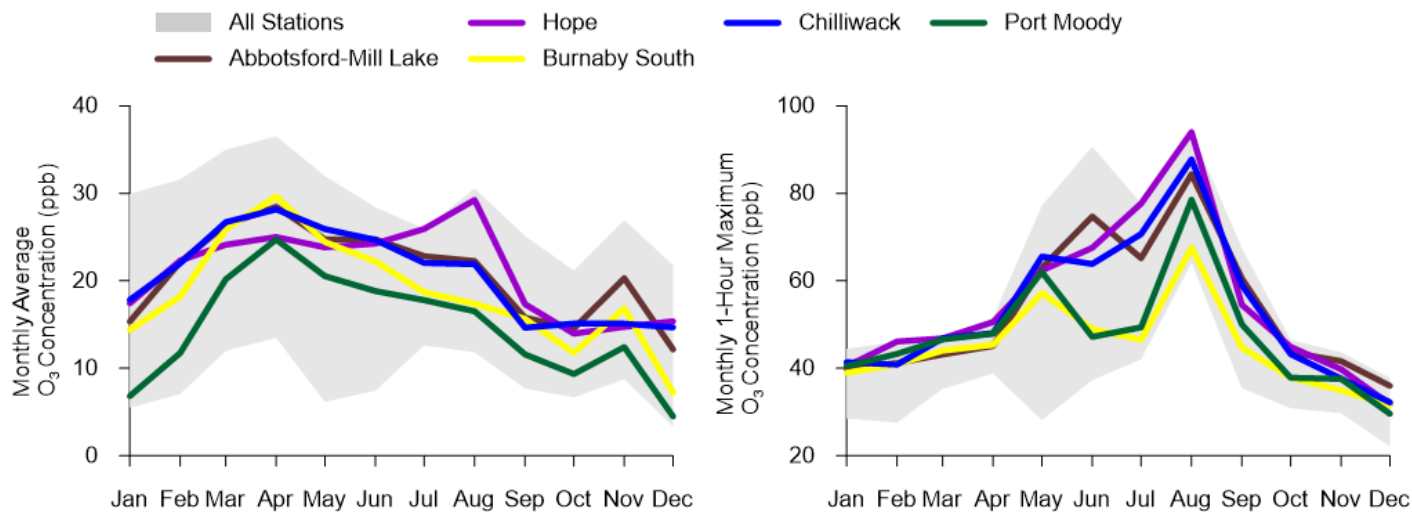 All Stations Hope Chilliwack Port Moody
Abbotsford-Mill Lake Burnaby South
Monthly Average
O₃ Concentration (ppb)
40
30
20
10
0
Jan Feb Mar Apr May Jun Jul Aug Sep Oct Nov Dec
Monthly 1-Hour Maximum
O₃ Concentration (ppb)
100
80
60
40
20
Jan Feb Mar Apr May Jun Jul Aug Sep Oct Nov Dec